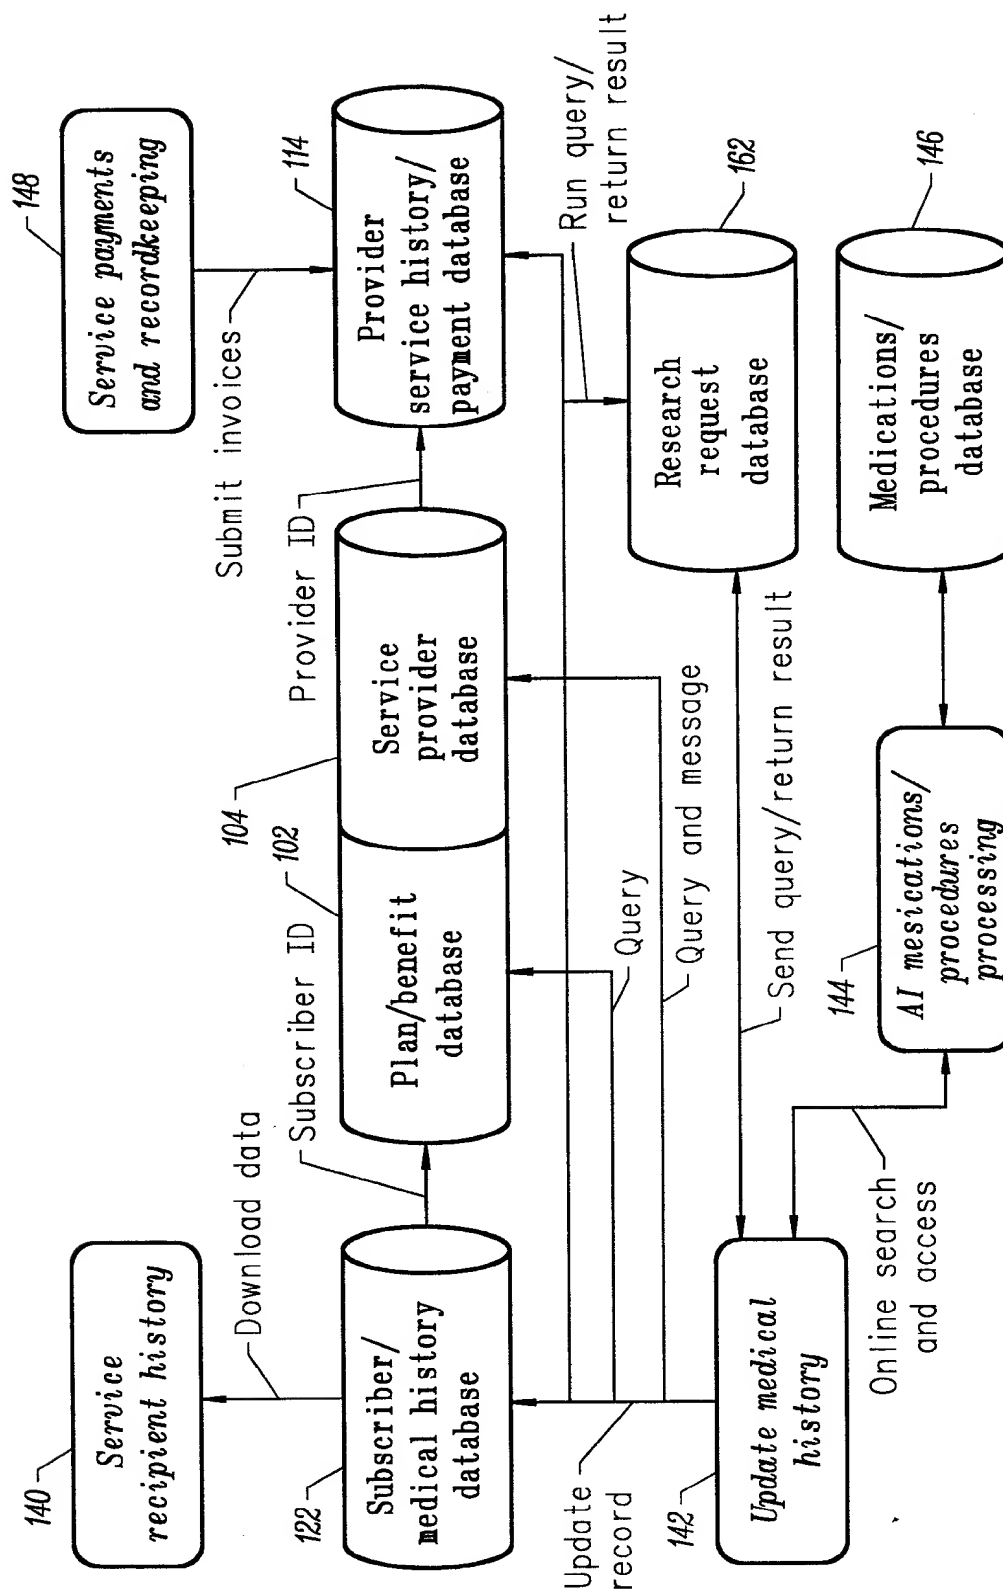 140
Service
recipient history
Download data
148
Service payments
and recordkeeping
Submit invoices
122
Subscriber/
medical history
database
Subscriber ID
102
Plan/benefit
database
104
Service
provider
database
Provider ID
114
Provider
service history/
payment database
Update
record
Query
Query and message
Run query/
return result
142
Update medical
history
Send query/return result
162
Research
request
database
Online search
and access
144
AI mesications/
procedures
processing
146
Medications/
procedures
database